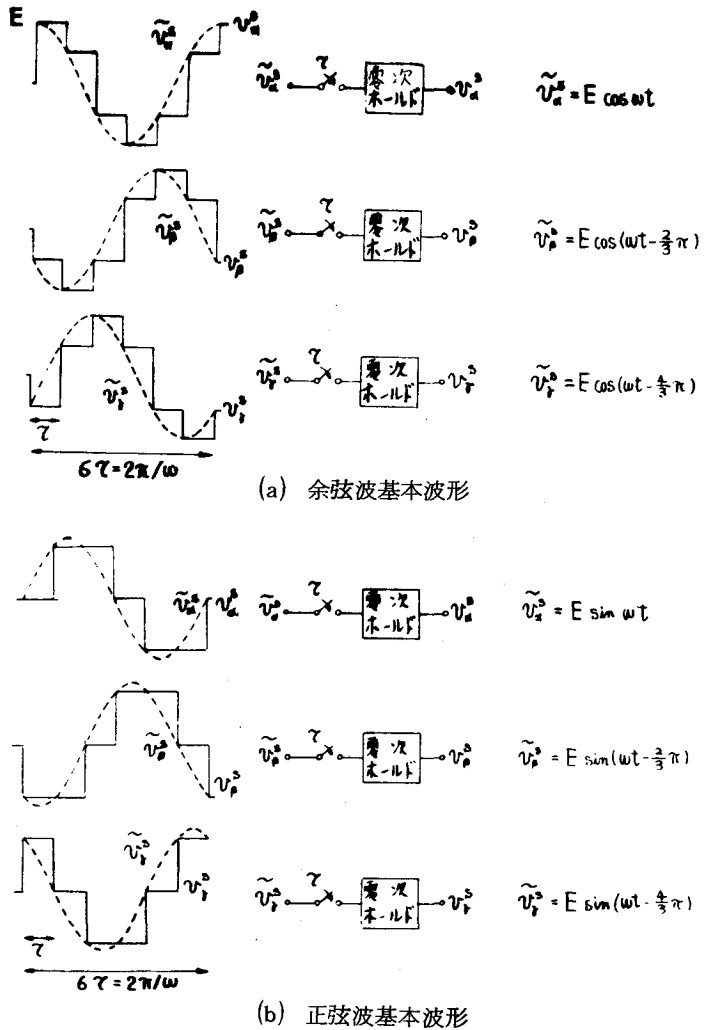 E
ṽ_α^s v_α^s
ṽ_α^s τ 零次ホールド v_α^s ṽ_α^s = E cos ωt
ṽ_β^s v_β^s
ṽ_β^s τ 零次ホールド v_β^s ṽ_β^s = E cos(ωt-2/3 π)
ṽ_γ^s v_γ^s
ṽ_γ^s τ 零次ホールド v_γ^s ṽ_γ^s = E cos(ωt-4/3 π)
τ
6τ = 2π/ω
(a) 余弦波基本波形
ṽ_α^s v_α^s
ṽ_α^s τ 零次ホールド v_α^s ṽ_α^s = E sin ωt
ṽ_β^s v_β^s
ṽ_β^s τ 零次ホールド v_β^s ṽ_β^s = E sin(ωt-2/3 π)
ṽ_γ^s v_γ^s
ṽ_γ^s τ 零次ホールド v_γ^s ṽ_γ^s = E sin(ωt-4/3 π)
τ
6τ = 2π/ω
(b) 正弦波基本波形